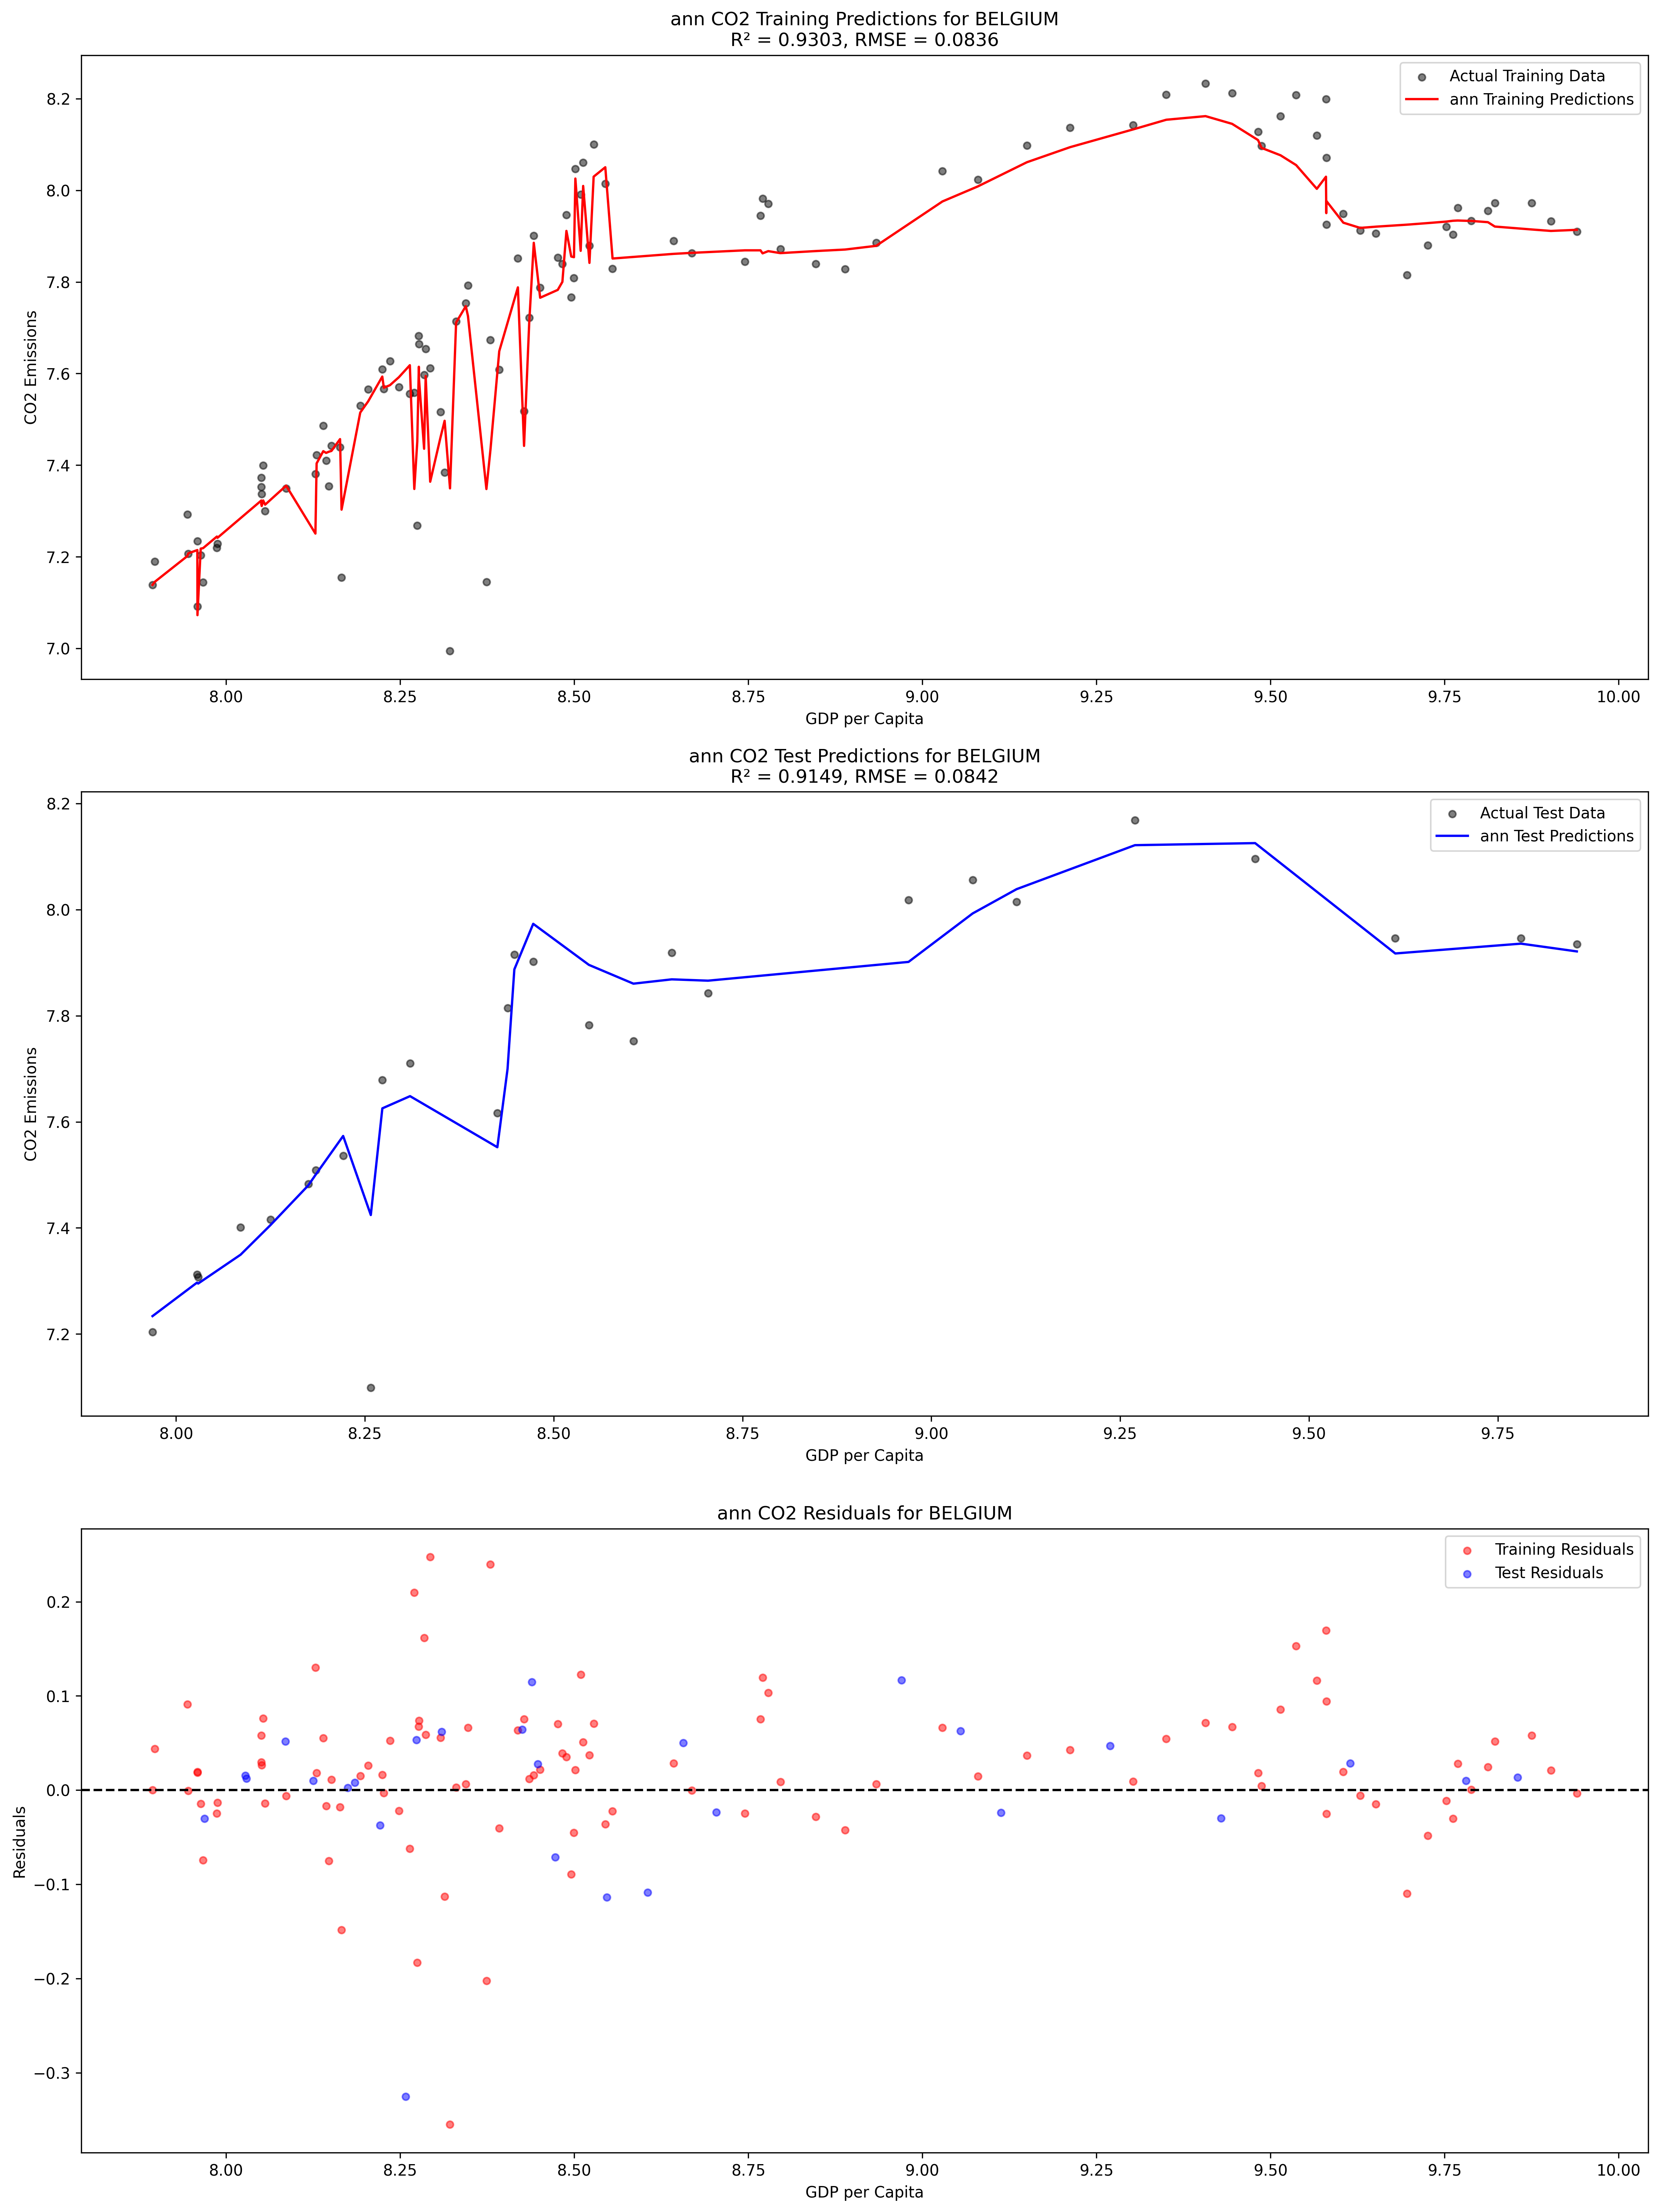 ann CO2 Training Predictions for BELGIUM
R² = 0.9303, RMSE = 0.0836
Actual Training Data
ann Training Predictions
CO2 Emissions
8.2
8.0
7.8
7.6
7.4
7.2
7.0
8.00 8.25 8.50 8.75 9.00 9.25 9.50 9.75 10.00
GDP per Capita
ann CO2 Test Predictions for BELGIUM
R² = 0.9149, RMSE = 0.0842
Actual Test Data
ann Test Predictions
CO2 Emissions
8.2
8.0
7.8
7.6
7.4
7.2
8.00 8.25 8.50 8.75 9.00 9.25 9.50 9.75
GDP per Capita
ann CO2 Residuals for BELGIUM
Training Residuals
Test Residuals
Residuals
0.2
0.1
0.0
−0.1
−0.2
−0.3
8.00 8.25 8.50 8.75 9.00 9.25 9.50 9.75 10.00
GDP per Capita